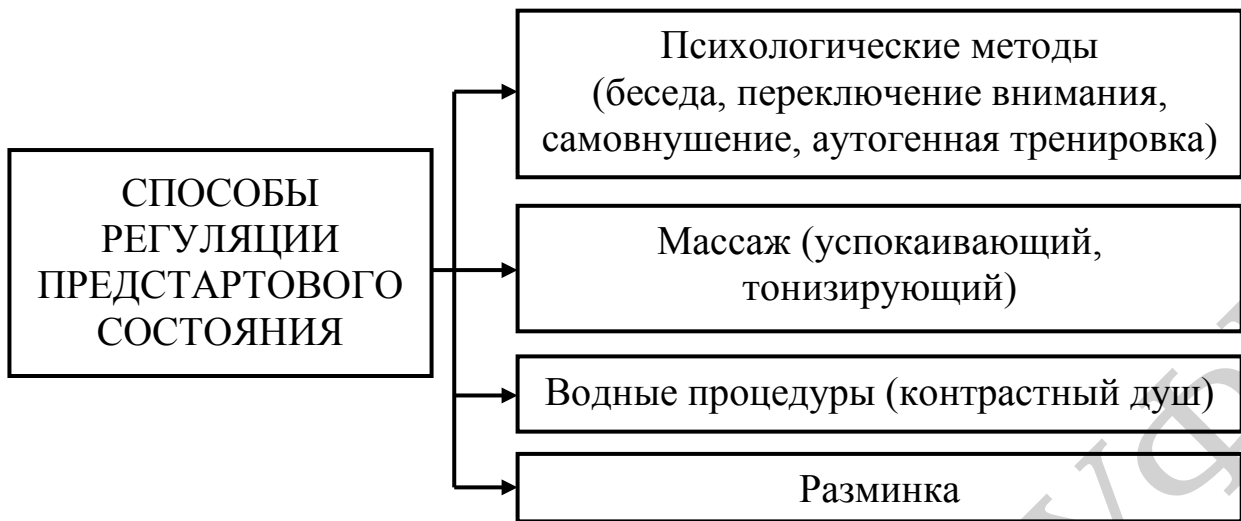 СПОСОБЫ
РЕГУЛЯЦИИ
ПРЕДСТАРТОВОГО
СОСТОЯНИЯ
Психологические методы
(беседа, переключение внимания,
самовнушение, аутогенная тренировка)
Массаж (успокаивающий,
тонизирующий)
Водные процедуры (контрастный душ)
Разминка